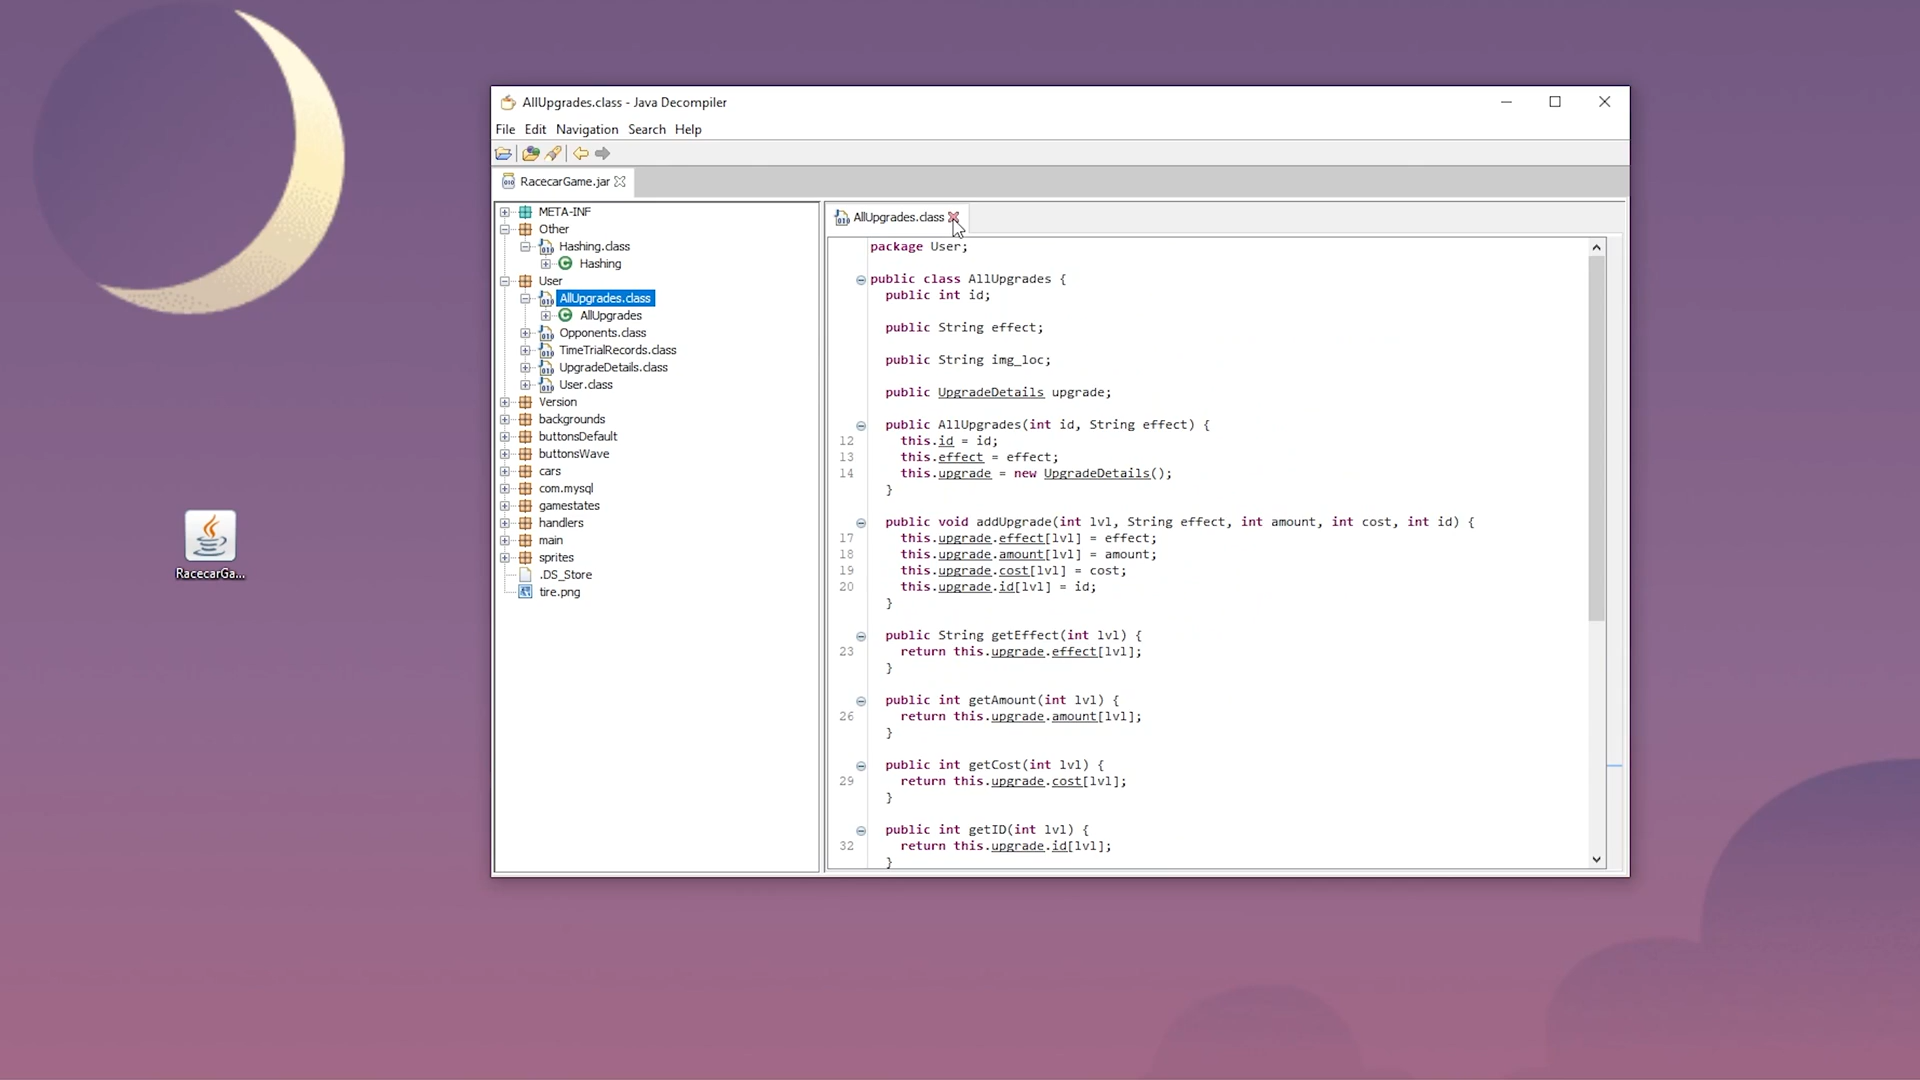 AllUpgrades.class - Java Decompiler
File Edit Navigation Search Help
RacecarGame.jar
META-INF
Other
Hashing.class
Hashing
User
AllUpgrades.class
AllUpgrades
Opponents.class
TimeTrialRecords.class
UpgradeDetails.class
User.class
Version
backgrounds
buttonsDefault
buttonsWave
cars
com.mysql
gamestates
handlers
main
sprites
.DS_Store
tire.png
AllUpgrades.class
package User;
public class AllUpgrades {
public int id;
public String effect;
public String img_loc;
public UpgradeDetails upgrade;
public AllUpgrades(int id, String effect) {
12 this.id = id;
13 this.effect = effect;
14 this.upgrade = new UpgradeDetails();
}
public void addUpgrade(int lvl, String effect, int amount, int cost, int id) {
17 this.upgrade.effect[lvl] = effect;
18 this.upgrade.amount[lvl] = amount;
19 this.upgrade.cost[lvl] = cost;
20 this.upgrade.id[lvl] = id;
}
public String getEffect(int lvl) {
23 return this.upgrade.effect[lvl];
}
public int getAmount(int lvl) {
26 return this.upgrade.amount[lvl];
}
public int getCost(int lvl) {
29 return this.upgrade.cost[lvl];
}
public int getID(int lvl) {
32 return this.upgrade.id[lvl];
}
RacecarGa...